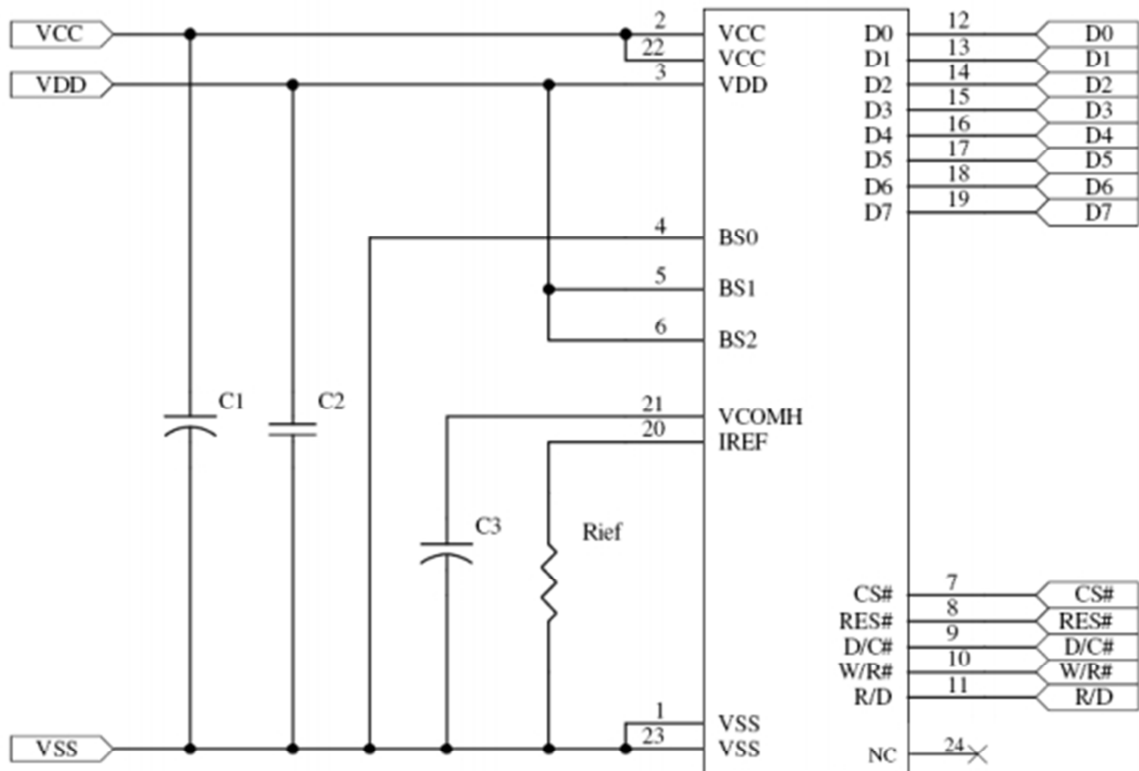 VCC 2 VCC D0 12 D0
22 VCC D1 13 D1
VDD 3 VDD D2 14 D2
D3 15 D3
D4 16 D4
D5 17 D5
D6 18 D6
D7 19 D7
4 BS0
5 BS1
6 BS2
C1 C2
21 VCOMH
20 IREF
C3 Rief
CS# 7 CS#
RES# 8 RES#
D/C# 9 D/C#
W/R# 10 W/R#
R/D 11 R/D
1 VSS
VSS 23 VSS
NC 24